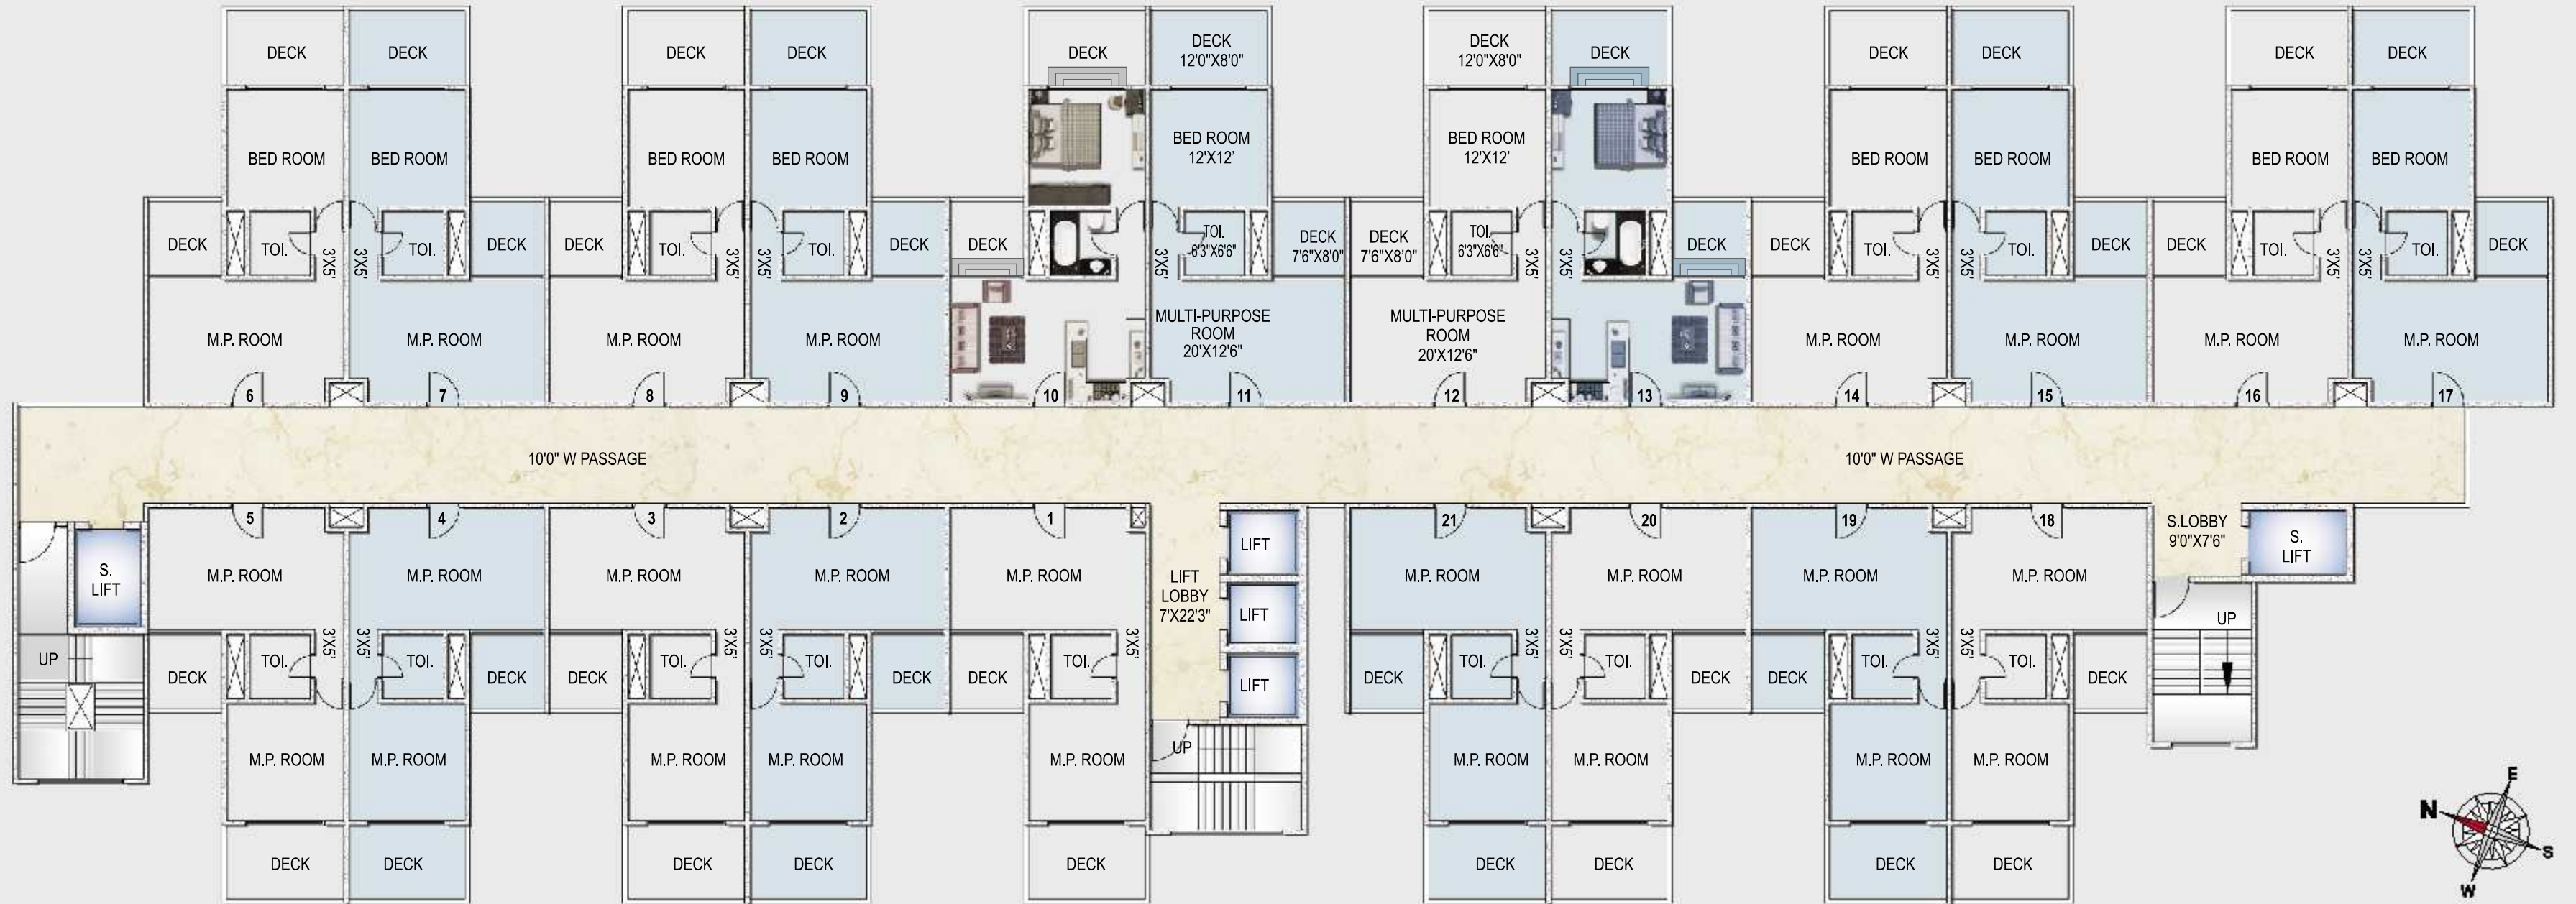 DECK
DECK
DECK
DECK
DECK
DECK
12'0"X8'0"
DECK
12'0"X8'0"
DECK
DECK
DECK
DECK
DECK
BED ROOM
BED ROOM
BED ROOM
BED ROOM
BED ROOM
12'X12'
BED ROOM
12'X12'
BED ROOM
BED ROOM
BED ROOM
BED ROOM
DECK
TOI.
3'X5'
3'X5'
TOI.
DECK
DECK
TOI.
3'X5'
3'X5'
TOI.
DECK
DECK
3'X5'
TOI.
6'3"X6'6"
DECK
7'6"X8'0"
DECK
7'6"X8'0"
TOI.
6'3"X6'6"
3'X5'
DECK
DECK
TOI.
3'X5'
3'X5'
TOI.
DECK
DECK
TOI.
3'X5'
3'X5'
TOI.
DECK
M.P. ROOM
M.P. ROOM
M.P. ROOM
M.P. ROOM
MULTI-PURPOSE
ROOM
20'X12'6"
MULTI-PURPOSE
ROOM
20'X12'6"
M.P. ROOM
M.P. ROOM
M.P. ROOM
M.P. ROOM
6
7
8
9
10
11
12
13
14
15
16
17
10'0" W PASSAGE
10'0" W PASSAGE
5
4
3
2
1
21
20
19
18
S.LOBBY
9'0"X7'6"
S.
LIFT
S.
LIFT
M.P. ROOM
M.P. ROOM
M.P. ROOM
M.P. ROOM
M.P. ROOM
LIFT
LOBBY
7'X22'3"
LIFT
LIFT
LIFT
M.P. ROOM
M.P. ROOM
M.P. ROOM
M.P. ROOM
UP
UP
DECK
TOI.
3'X5'
3'X5'
TOI.
DECK
DECK
TOI.
3'X5'
3'X5'
TOI.
DECK
DECK
TOI.
3'X5'
DECK
TOI.
3'X5'
3'X5'
TOI.
DECK
DECK
TOI.
3'X5'
3'X5'
TOI.
DECK
UP
M.P. ROOM
M.P. ROOM
M.P. ROOM
M.P. ROOM
M.P. ROOM
M.P. ROOM
M.P. ROOM
M.P. ROOM
M.P. ROOM
DECK
DECK
DECK
DECK
DECK
DECK
DECK
DECK
DECK
E
N
S
W